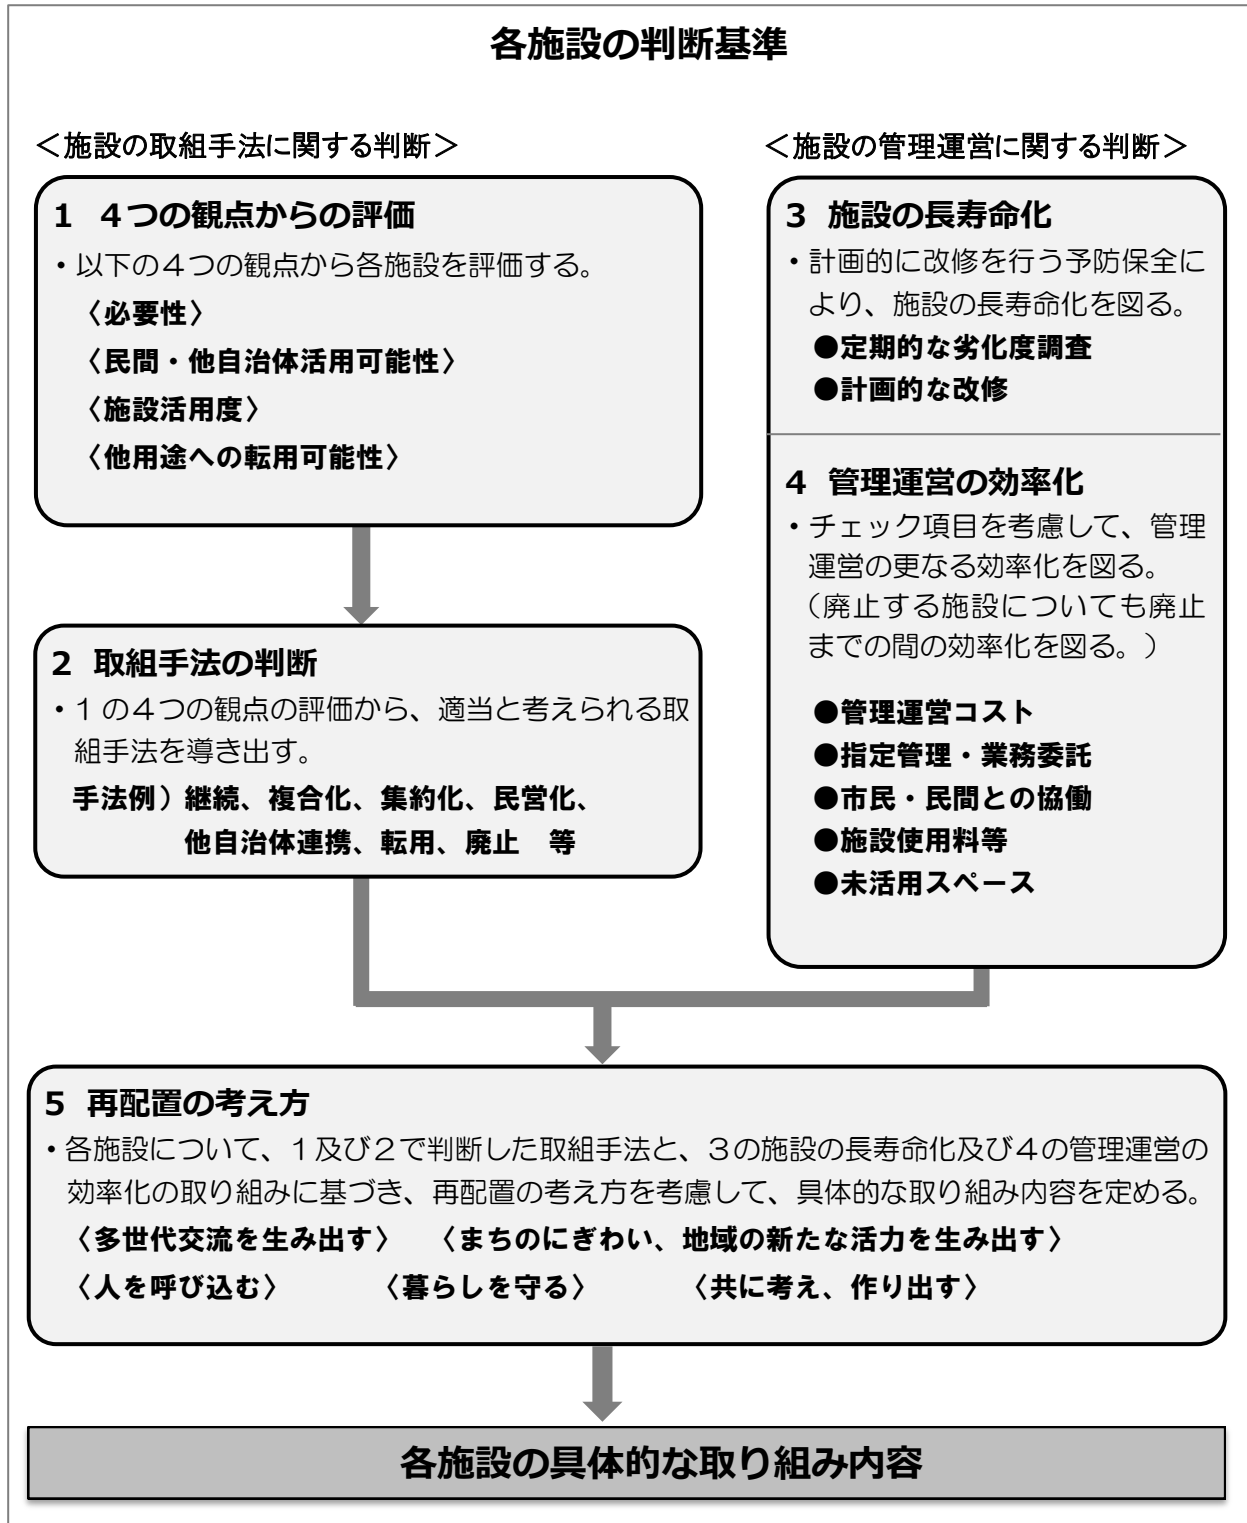 各施設の判断基準
＜施設の取組手法に関する判断＞
1 4つの観点からの評価
・以下の4つの観点から各施設を評価する。
〈必要性〉
〈民間・他自治体活用可能性〉
〈施設活用度〉
〈他用途への転用可能性〉
2 取組手法の判断
・1の4つの観点の評価から、適当と考えられる取
組手法を導き出す。
手法例）継続、複合化、集約化、民営化、
他自治体連携、転用、廃止　等
＜施設の管理運営に関する判断＞
3 施設の長寿命化
・計画的に改修を行う予防保全に
より、施設の長寿命化を図る。
●定期的な劣化度調査
●計画的な改修
4 管理運営の効率化
・チェック項目を考慮して、管理
運営の更なる効率化を図る。
（廃止する施設についても廃止
までの間の効率化を図る。）
●管理運営コスト
●指定管理・業務委託
●市民・民間との協働
●施設使用料等
●未活用スペース
5 再配置の考え方
・各施設について、1及び2で判断した取組手法と、3の施設の長寿命化及び4の管理運営の
効率化の取り組みに基づき、再配置の考え方を考慮して、具体的な取り組み内容を定める。
〈多世代交流を生み出す〉　〈まちのにぎわい、地域の新たな活力を生み出す〉
〈人を呼び込む〉　〈暮らしを守る〉　〈共に考え、作り出す〉
各施設の具体的な取り組み内容